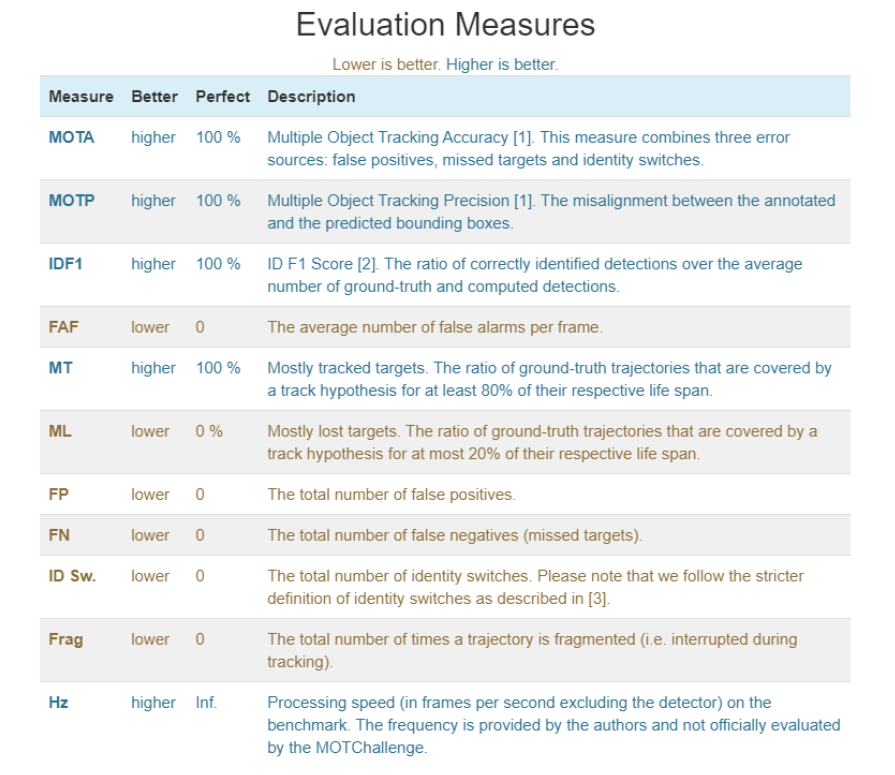 Evaluation Measures
Lower is better. Higher is better.
Measure Better Perfect Description
MOTA higher 100 % Multiple Object Tracking Accuracy [1]. This measure combines three error
sources: false positives, missed targets and identity switches.
MOTP higher 100 % Multiple Object Tracking Precision [1]. The misalignment between the annotated
and the predicted bounding boxes.
IDF1 higher 100 % ID F1 Score [2]. The ratio of correctly identified detections over the average
number of ground-truth and computed detections.
FAF lower 0 The average number of false alarms per frame.
MT higher 100 % Mostly tracked targets. The ratio of ground-truth trajectories that are covered by
a track hypothesis for at least 80% of their respective life span.
ML lower 0 % Mostly lost targets. The ratio of ground-truth trajectories that are covered by a
track hypothesis for at most 20% of their respective life span.
FP lower 0 The total number of false positives.
FN lower 0 The total number of false negatives (missed targets).
ID Sw. lower 0 The total number of identity switches. Please note that we follow the stricter
definition of identity switches as described in [3].
Frag lower 0 The total number of times a trajectory is fragmented (i.e. interrupted during
tracking).
Hz higher Inf. Processing speed (in frames per second excluding the detector) on the
benchmark. The frequency is provided by the authors and not officially evaluated
by the MOTChallenge.